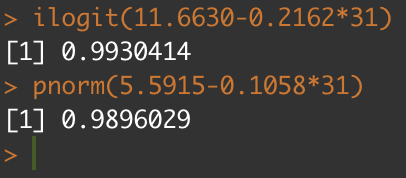 > ilogit(11.6630-0.2162*31)
[1] 0.9930414
> pnorm(5.5915-0.1058*31)
[1] 0.9896029
>